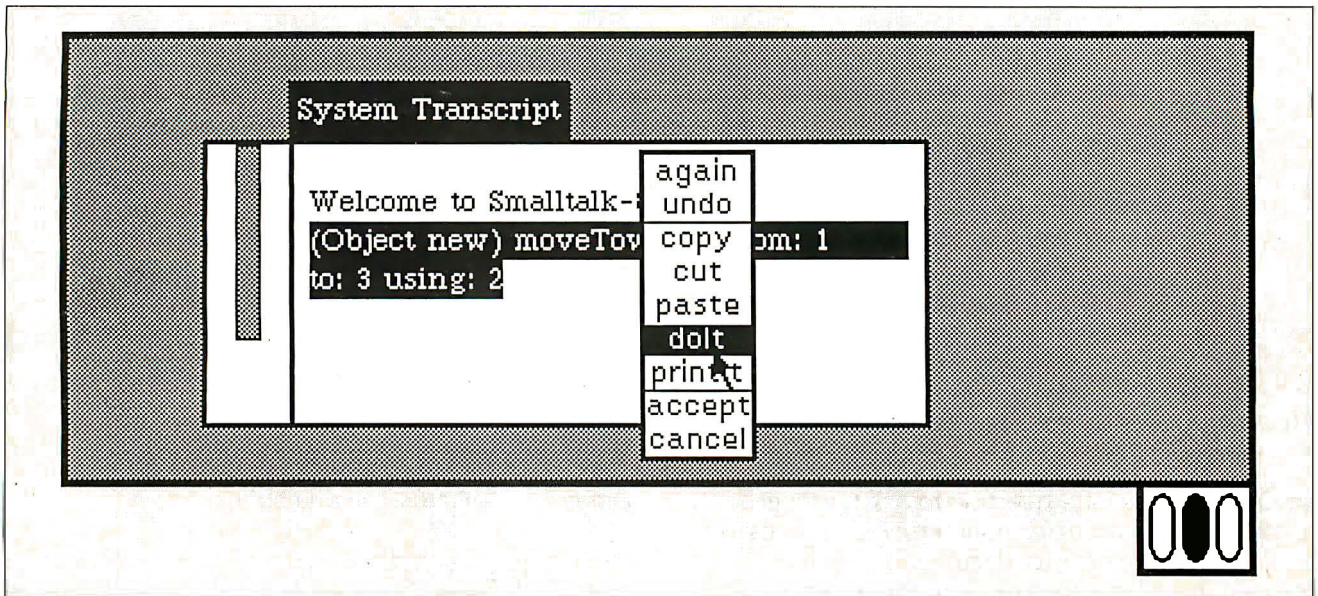 System Transcript
Welcome to Smalltalk-
(Object new) moveTov om: 1
to: 3 using: 2
again
undo
copy
cut
paste
doIt
printIt
accept
cancel